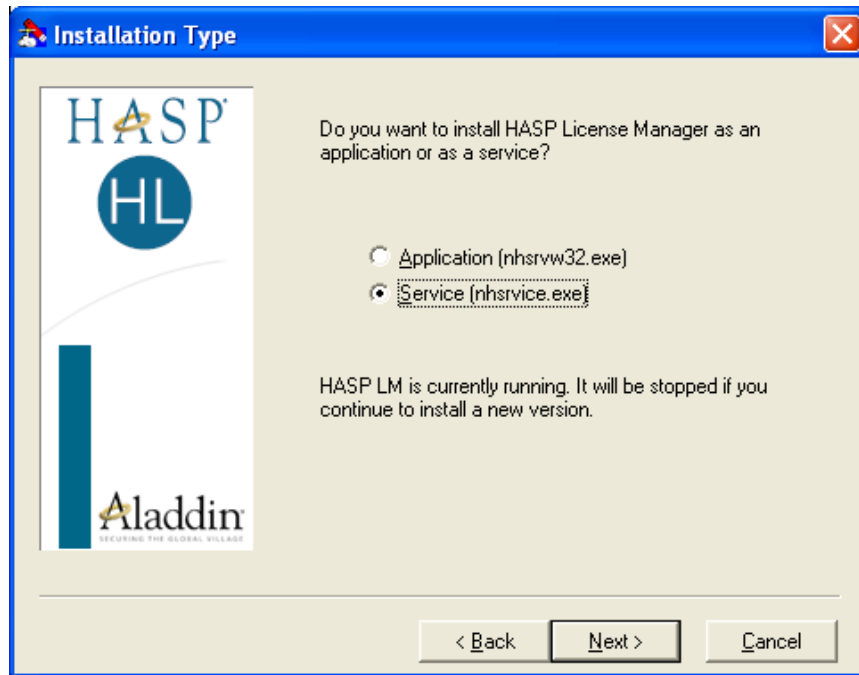 Installation Type
HASP
HL
Do you want to install HASP License Manager as an
application or as a service?
Application (nhsrvw32.exe)
Service (nhsrvice.exe)
HASP LM is currently running. It will be stopped if you
continue to install a new version.
Aladdin
SECURING THE GLOBAL VILLAGE
< Back
Next >
Cancel